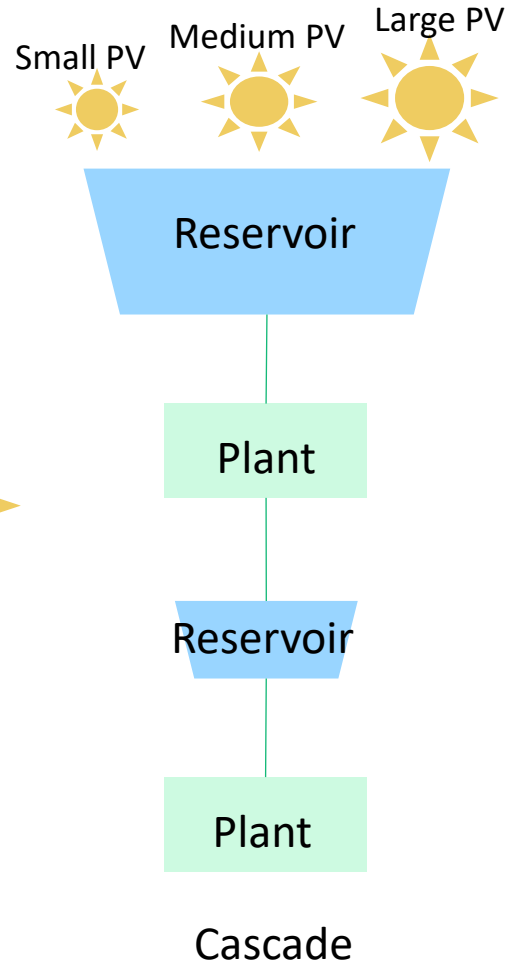 Small PV
Medium PV
Large PV
Reservoir
Plant
Reservoir
Plant
Cascade